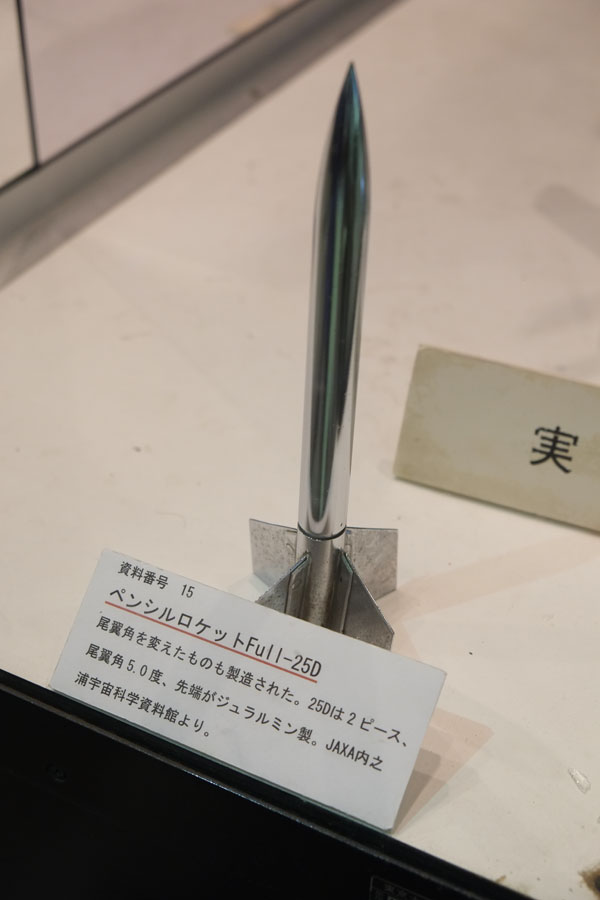 資料番号 15
ペンシルロケットFull-25D
尾翼角を変えたものも製造された。25Dは2ピース、
尾翼角5.0度、先端がジュラルミン製。JAXA内之
浦宇宙科学資料館より。
実